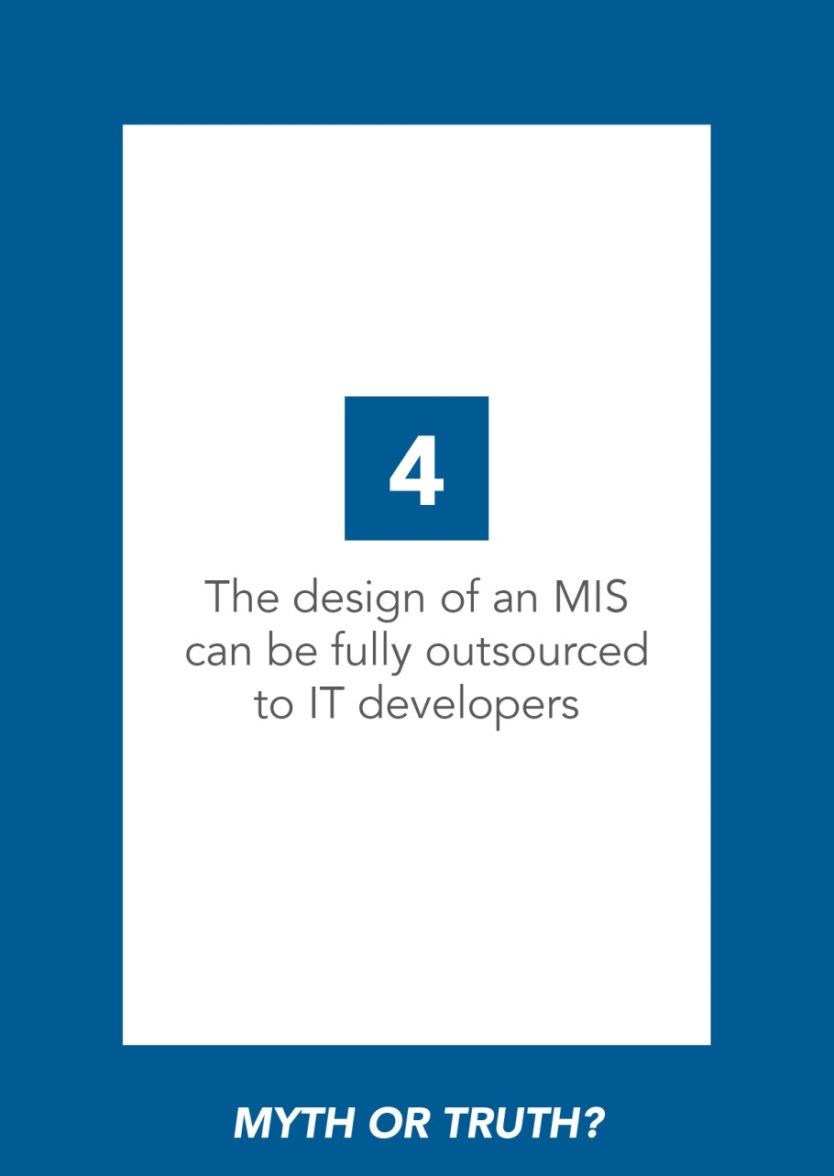 4
The design of an MIS
can be fully outsourced
to IT developers
MYTH OR TRUTH?